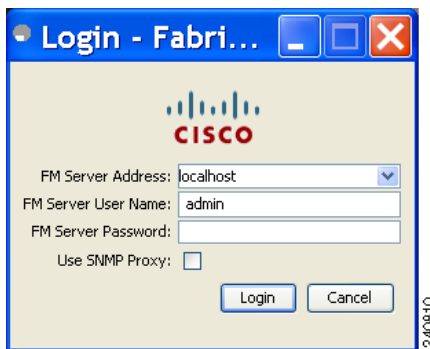 Login - Fabri...
CISCO
FM Server Address: localhost
FM Server User Name: admin
FM Server Password:
Use SNMP Proxy:
Login Cancel